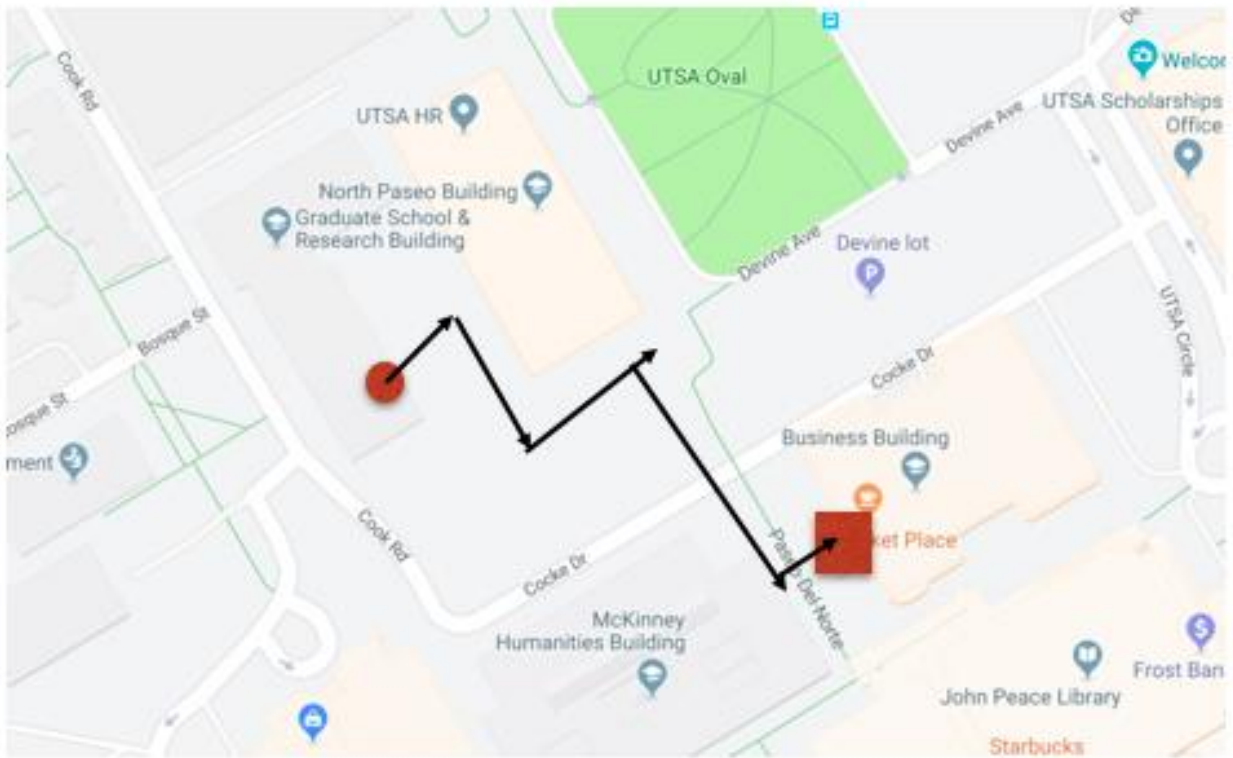 Cook Rd
UTSA Oval
Welcor
UTSA HR
UTSA Scholarships
Office
Devine Ave
North Paseo Building
Graduate School &
Research Building
Devine Ave
Devine lot
Bosque St
UTSA Circle
Cocke Dr
osque St
Business Building
ment
ket Place
Cook Rd
Cocke Dr
Paseo Del Norte
McKinney
Humanities Building
Frost Ban
John Peace Library
Starbucks